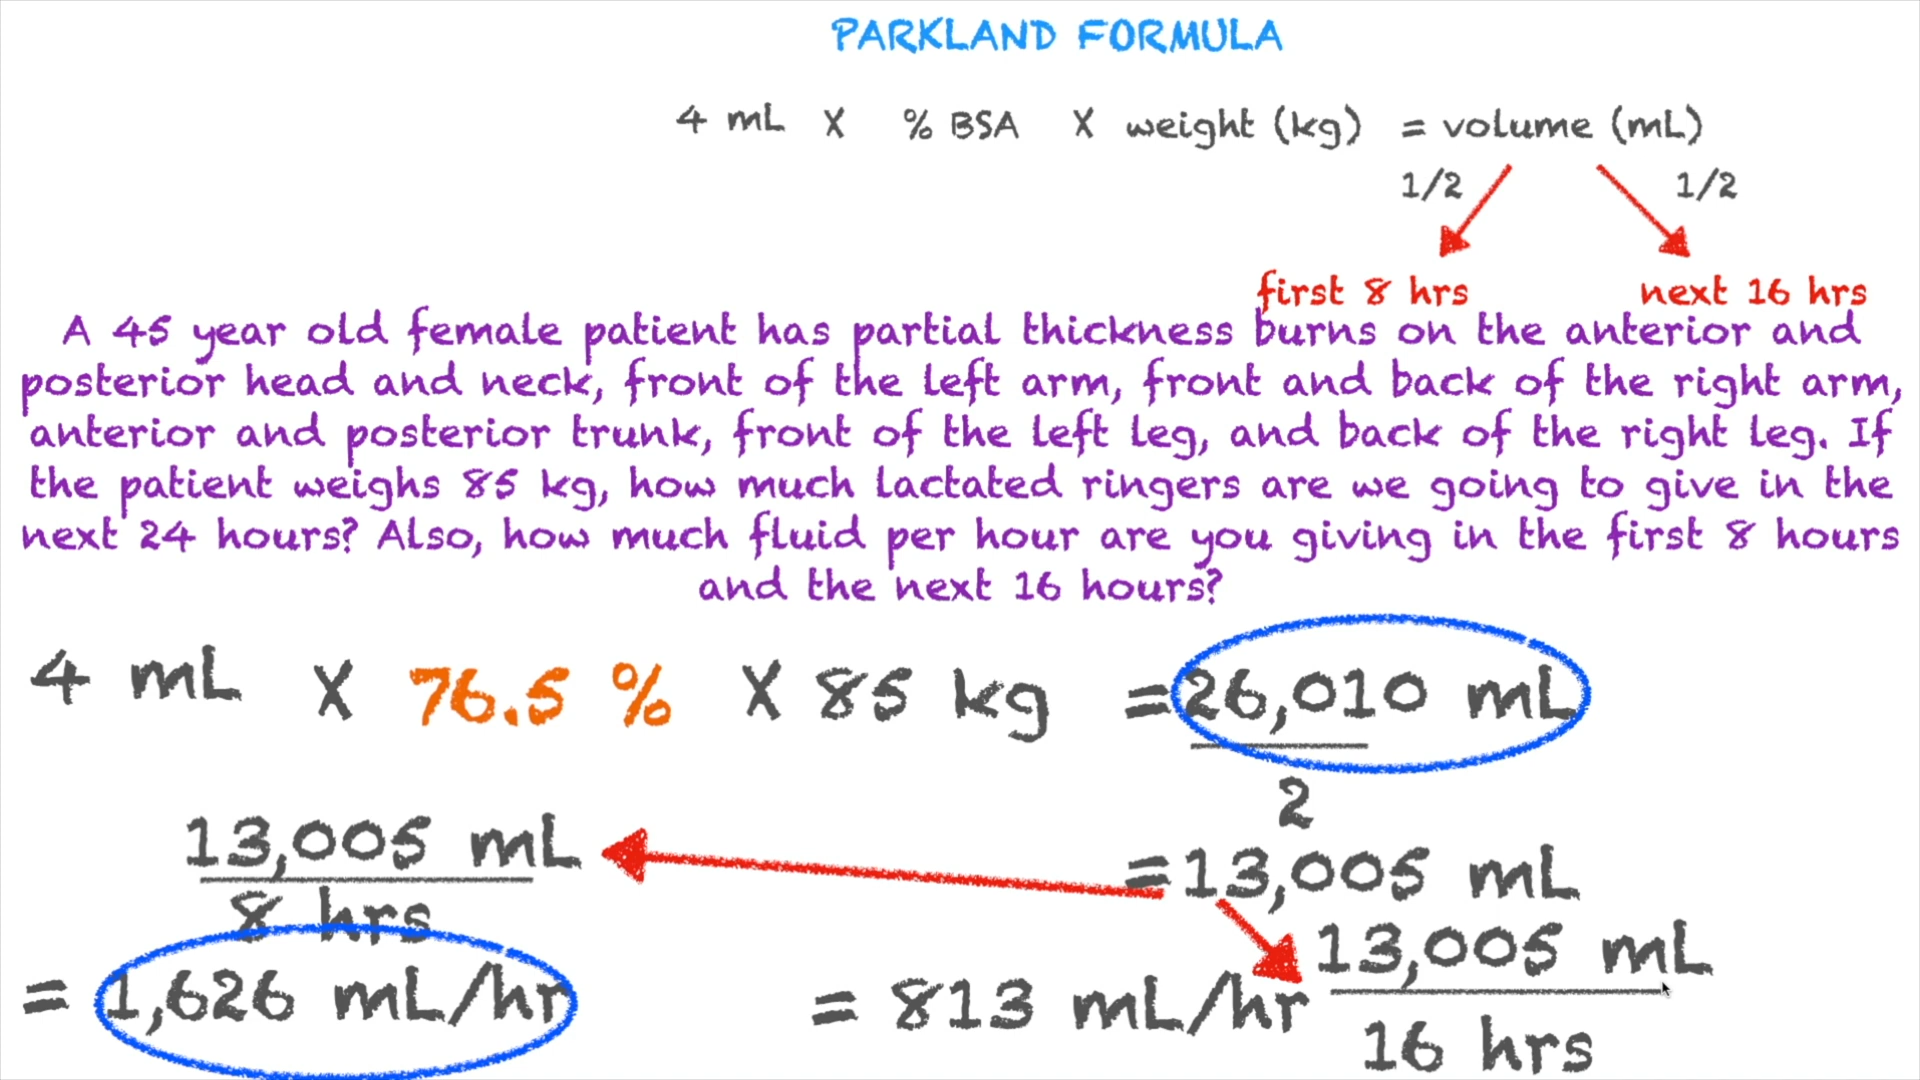 PARKLAND FORMULA
4 mL X % BSA X weight (kg) = volume (mL)
1/2 1/2
first 8 hrs next 16 hrs
A 45 year old female patient has partial thickness burns on the anterior and
posterior head and neck, front of the left arm, front and back of the right arm,
anterior and posterior trunk, front of the left leg, and back of the right leg. If
the patient weighs 85 kg, how much lactated ringers are we going to give in the
next 24 hours? Also, how much fluid per hour are you giving in the first 8 hours
and the next 16 hours?
4 mL X 76.5 % X 85 kg = 26,010 mL
2
13,005 mL
8 hrs
= 1,626 mL/hr
= 13,005 mL
13,005 mL
16 hrs
= 813 mL/hr